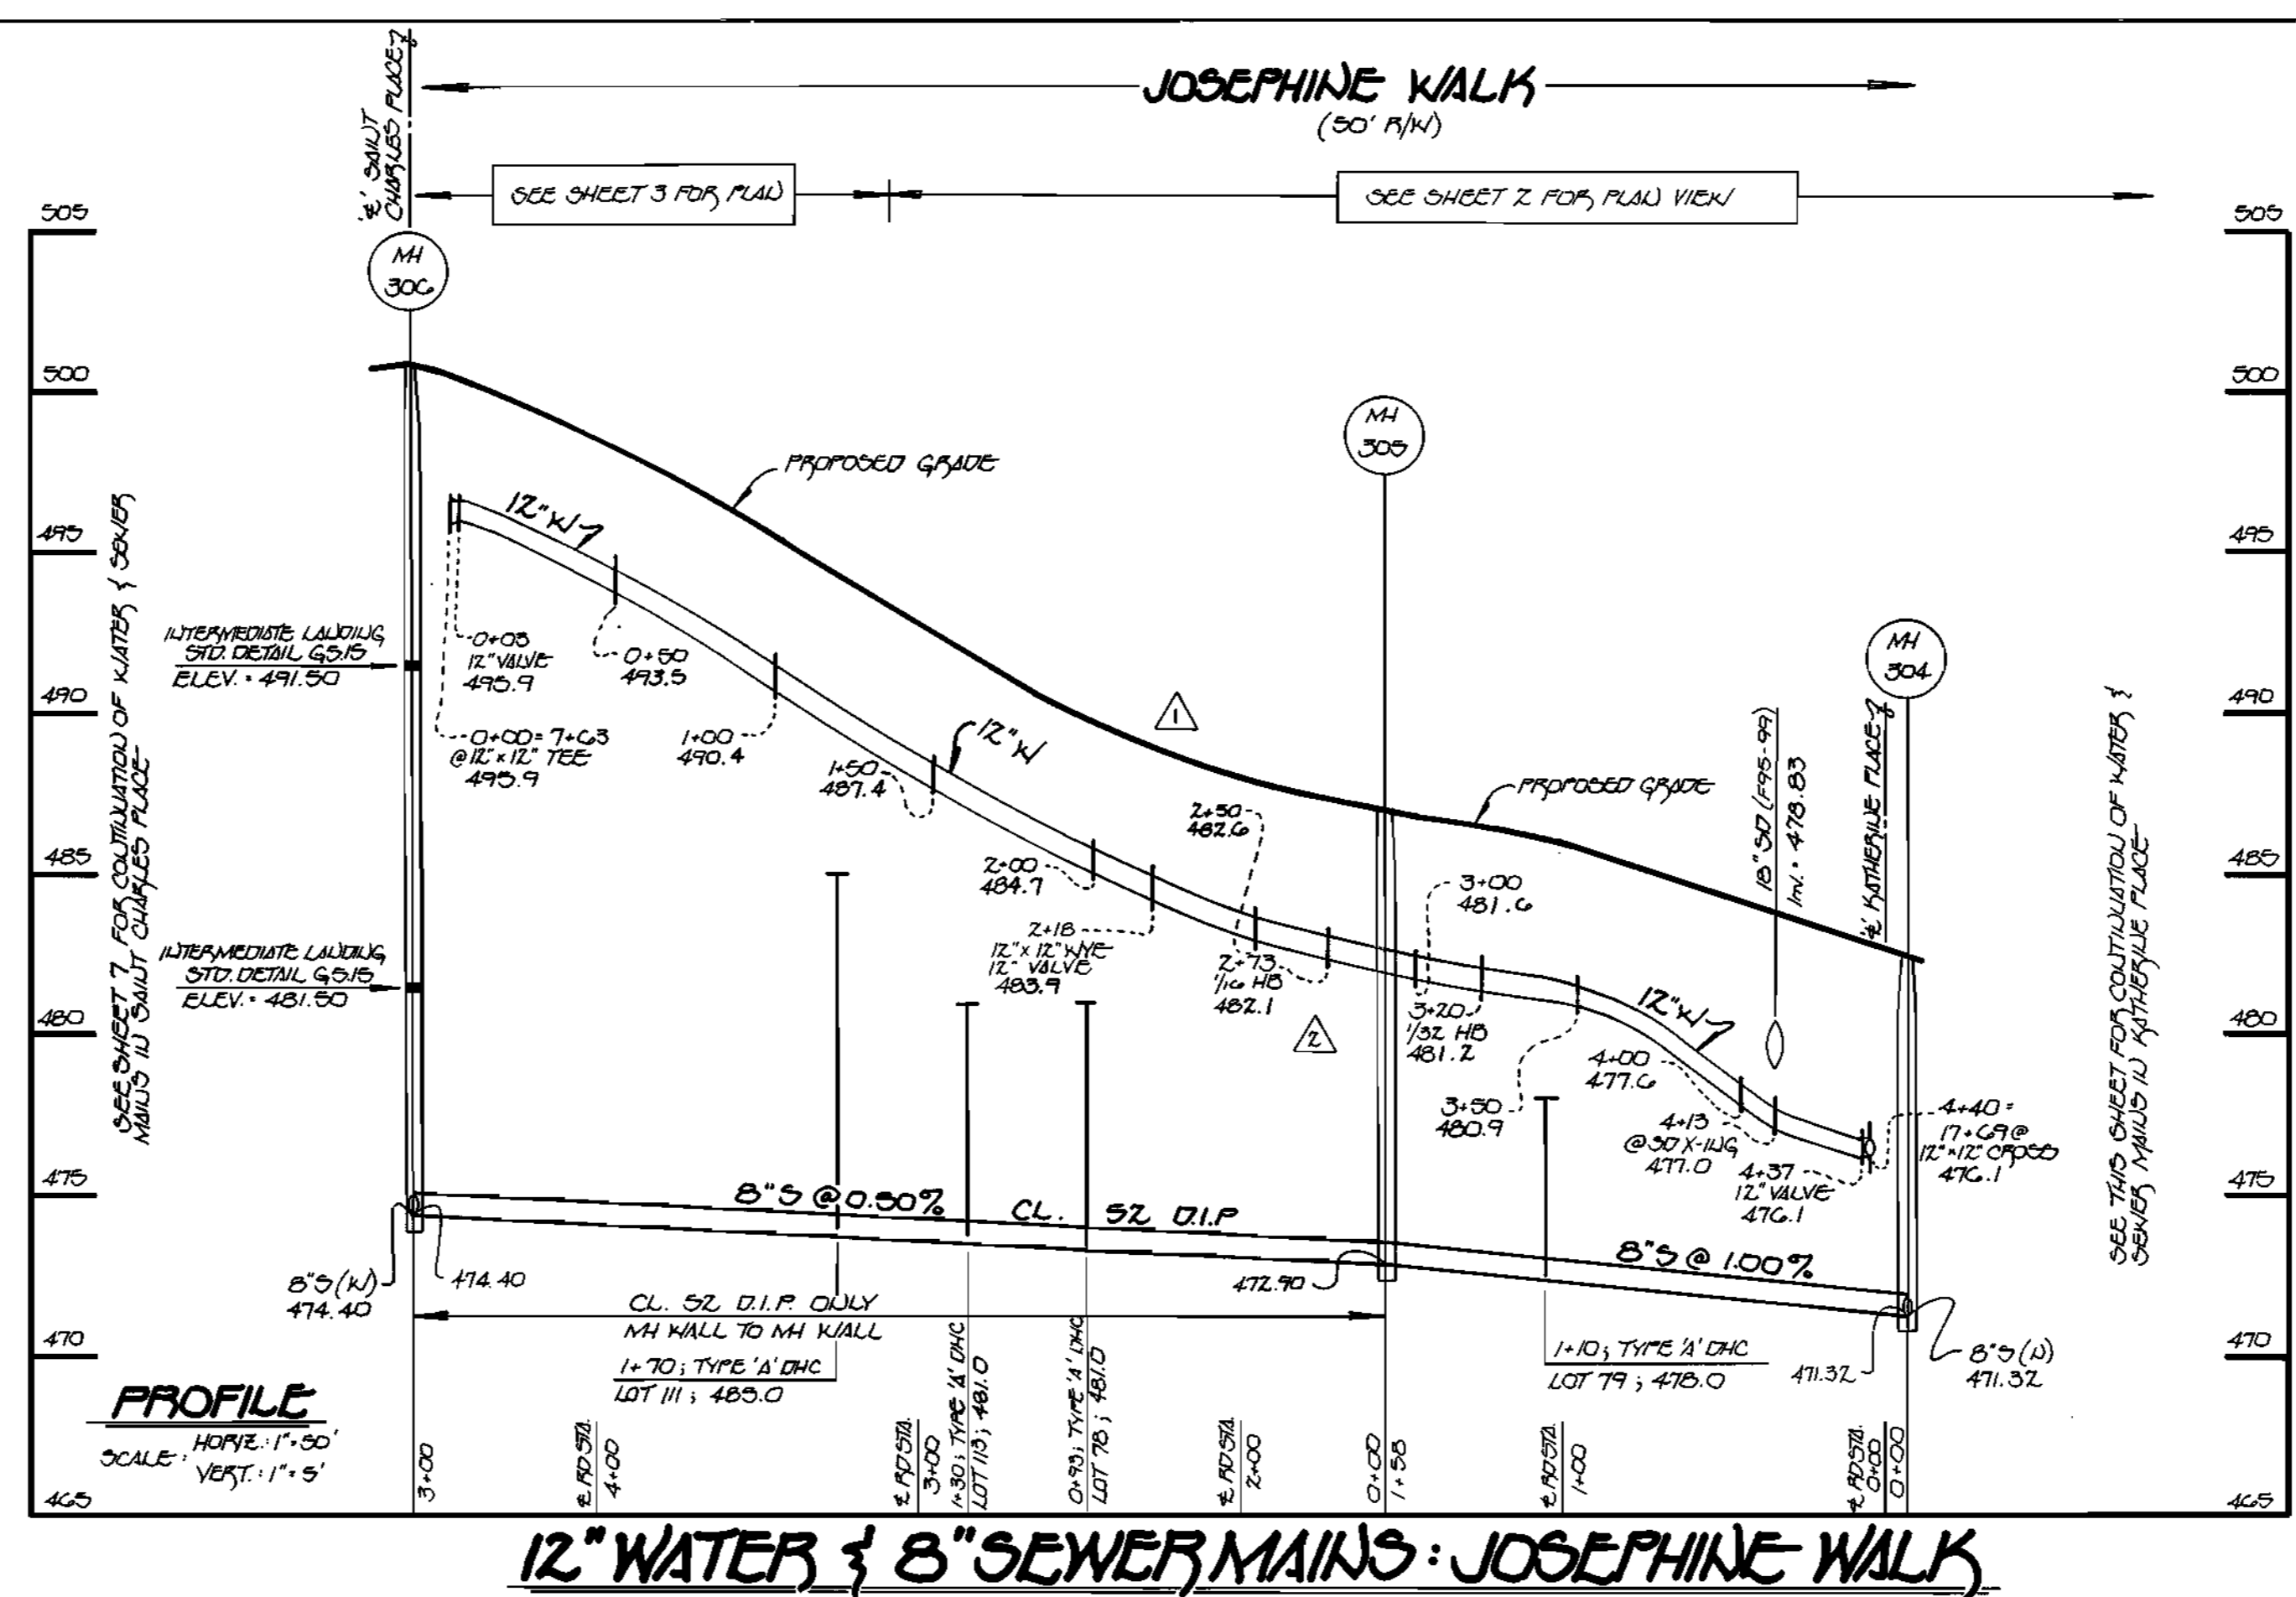 JOSEPHINE WALK
(50' R/W)
℄ SAINT
CHARLES PLACE
SEE SHEET 3 FOR PLAN
SEE SHEET 2 FOR PLAN VIEW
505
500
495
490
485
480
475
470
465
505
500
495
490
485
480
475
470
465
MH
306
MH
305
MH
304
SEE SHEET 7 FOR CONTINUATION OF WATER & SEWER
MAINS IN SAINT CHARLES PLACE
INTERMEDIATE LANDING
STD. DETAIL G5.15
ELEV. = 491.50
INTERMEDIATE LANDING
STD. DETAIL G5.15
ELEV. = 481.50
PROPOSED GRADE
12" W
0+03
12" VALVE
495.9
0+00 = 7+63
@ 12" x 12" TEE
495.9
0+50
493.5
1+00
490.4
1+50
487.4
12" W
1
2+00
484.7
2+18
12" x 12" WYE
12" VALVE
483.9
2+50
482.6
2+73
1/16 HB
482.1
2
PROPOSED GRADE
3+00
481.6
3+20
1/32 HB
481.2
3+50
480.9
12" W
4+00
477.6
4+13
@ SD X-ING
477.0
4+37
12" VALVE
476.1
4+40 =
17+69 @
12" x 12" CROSS
476.1
18" SD (F95-99)
Inv. = 478.83
℄ KATHERINE PLACE
SEE THIS SHEET FOR CONTINUATION OF WATER &
SEWER MAINS IN KATHERINE PLACE
8" S @ 0.50%
CL. 52 D.I.P
8" S @ 1.00%
8" S (W)
474.40
474.40
472.90
471.32
8" S (N)
471.32
CL. 52 D.I.P. ONLY
MH WALL TO MH WALL
1+70; TYPE 'A' DHC
LOT 111; 485.0
1+30; TYPE 'A' DHC
LOT 113; 481.0
0+93; TYPE 'A' DHC
LOT 78; 481.0
1+10; TYPE 'A' DHC
LOT 79; 478.0
PROFILE
SCALE: HORIZ.: 1" = 50'
VERT.: 1" = 5'
3+00
℄ RD STA.
4+00
℄ RD STA.
3+00
℄ RD STA.
2+00
0+00
1+58
℄ RD STA.
1+00
℄ RD STA.
0+00
0+00
12" WATER & 8" SEWER MAINS: JOSEPHINE WALK